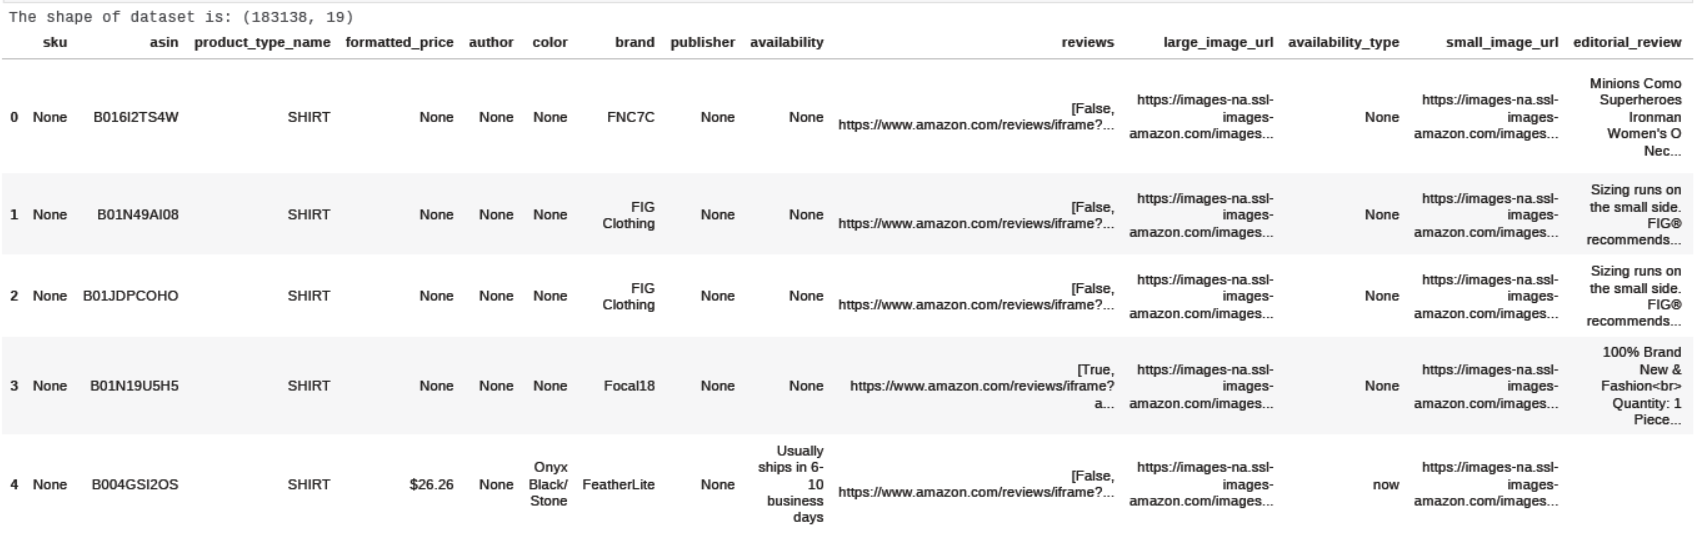 The shape of dataset is: (183138, 19)
sku asin product_type_name formatted_price author color brand publisher availability reviews large_image_url availability_type small_image_url editorial_review
0 None B016I2TS4W SHIRT None None None FNC7C None None [False, https://www.amazon.com/reviews/iframe?... https://images-na.ssl-images-amazon.com/images... None https://images-na.ssl-images-amazon.com/images... Minions Como Superheroes Ironman Women's O Nec...
1 None B01N49AI08 SHIRT None None None FIG Clothing None None [False, https://www.amazon.com/reviews/iframe?... https://images-na.ssl-images-amazon.com/images... None https://images-na.ssl-images-amazon.com/images... Sizing runs on the small side. FIG® recommends...
2 None B01JDPCOHO SHIRT None None None FIG Clothing None None [False, https://www.amazon.com/reviews/iframe?... https://images-na.ssl-images-amazon.com/images... None https://images-na.ssl-images-amazon.com/images... Sizing runs on the small side. FIG® recommends...
3 None B01N19U5H5 SHIRT None None None Focal18 None None [True, https://www.amazon.com/reviews/iframe?a... https://images-na.ssl-images-amazon.com/images... None https://images-na.ssl-images-amazon.com/images... 100% Brand New & Fashion<br> Quantity: 1 Piece...
4 None B004GSI2OS SHIRT $26.26 None Onyx Black/ Stone FeatherLite None Usually ships in 6-10 business days [False, https://www.amazon.com/reviews/iframe?... https://images-na.ssl-images-amazon.com/images... now https://images-na.ssl-images-amazon.com/images...